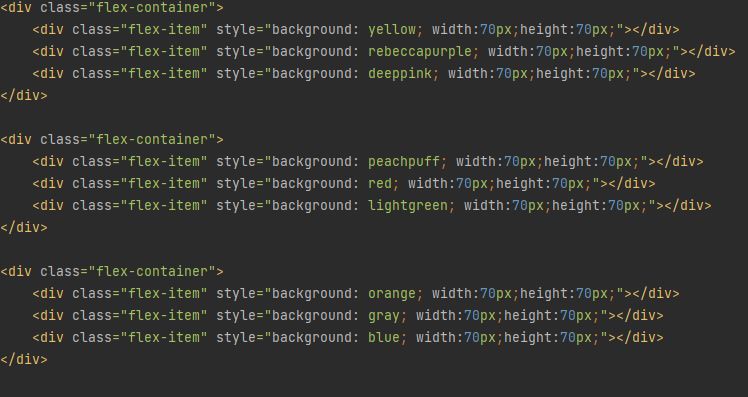 <div class="flex-container">
    <div class="flex-item" style="background: yellow; width:70px;height:70px;"></div>
    <div class="flex-item" style="background: rebeccapurple; width:70px;height:70px;"></div>
    <div class="flex-item" style="background: deeppink; width:70px;height:70px;"></div>
</div>

<div class="flex-container">
    <div class="flex-item" style="background: peachpuff; width:70px;height:70px;"></div>
    <div class="flex-item" style="background: red; width:70px;height:70px;"></div>
    <div class="flex-item" style="background: lightgreen; width:70px;height:70px;"></div>
</div>

<div class="flex-container">
    <div class="flex-item" style="background: orange; width:70px;height:70px;"></div>
    <div class="flex-item" style="background: gray; width:70px;height:70px;"></div>
    <div class="flex-item" style="background: blue; width:70px;height:70px;"></div>
</div>